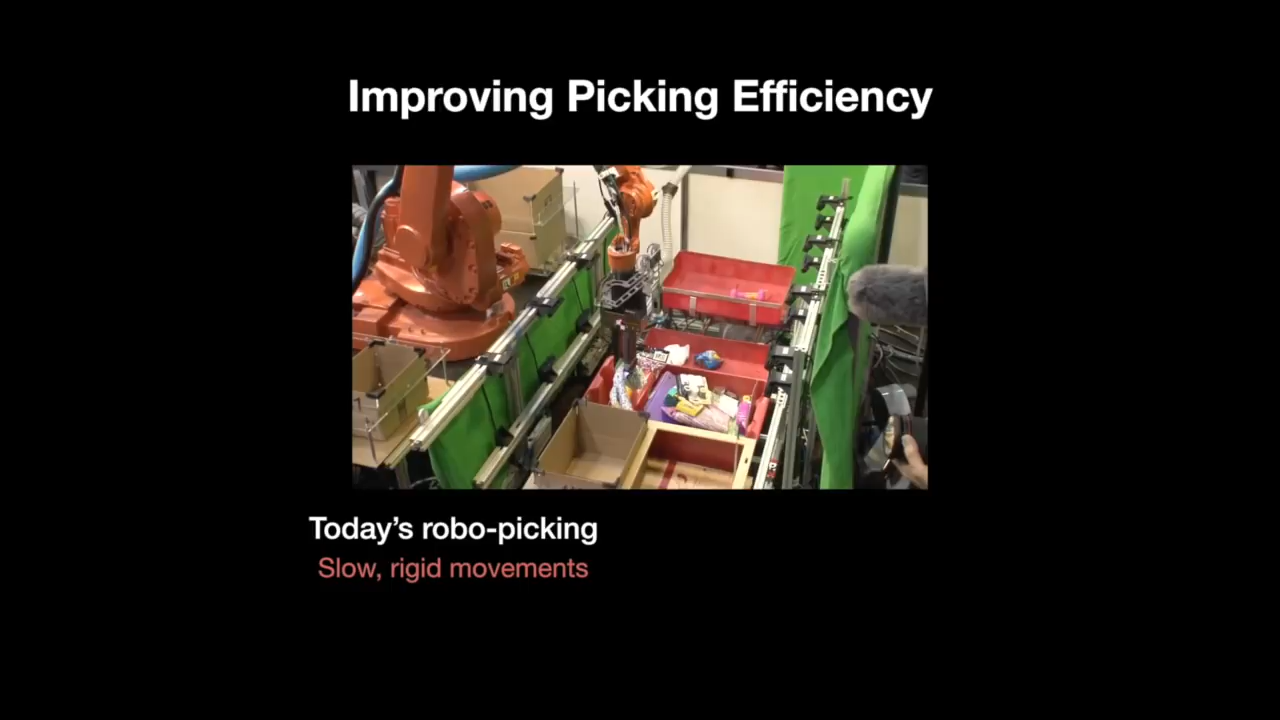 Improving Picking Efficiency
Today's robo-picking
Slow, rigid movements